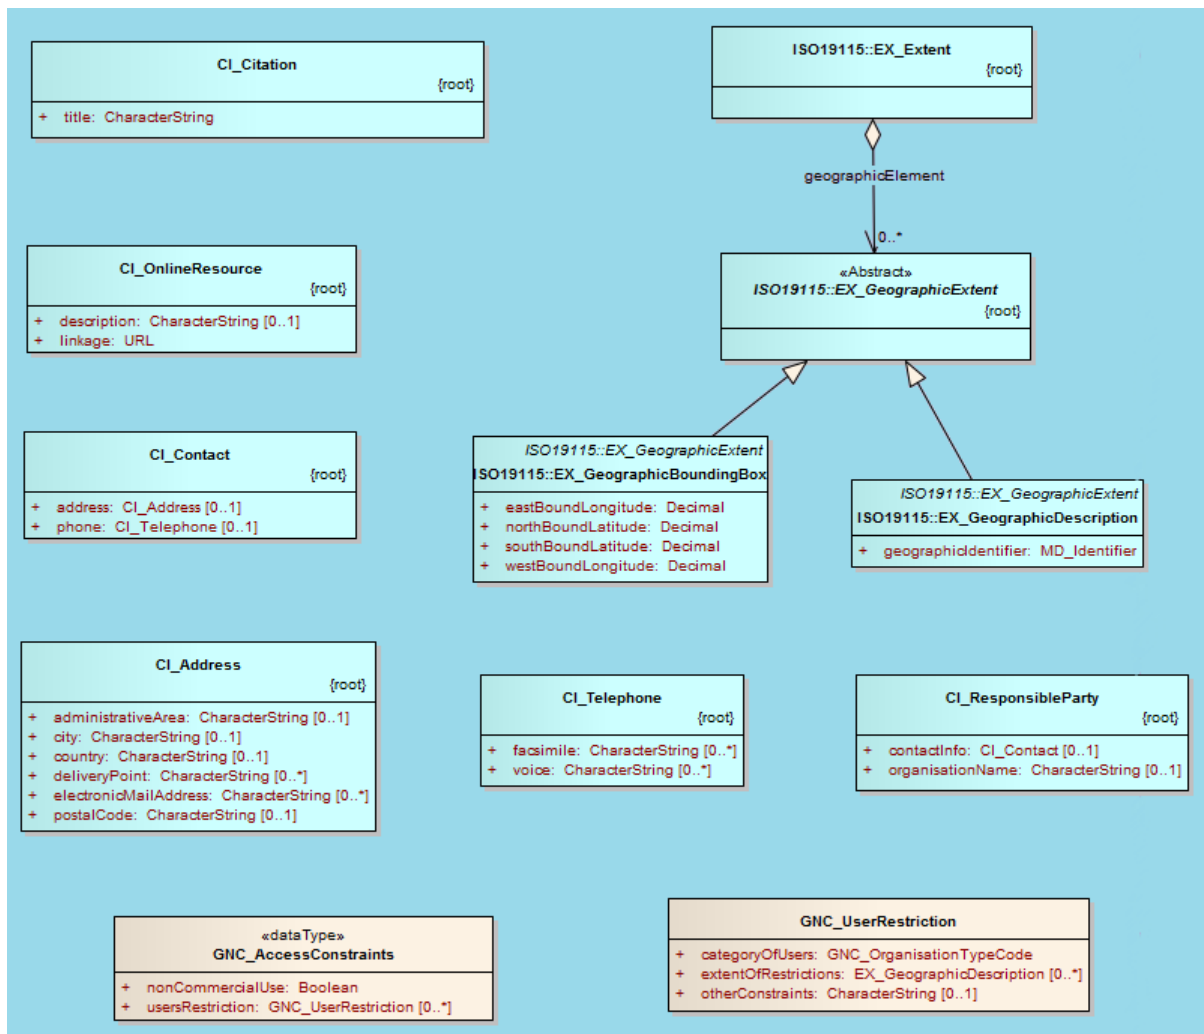 CI_Citation
{root}
+ title: CharacterString
ISO19115::EX_Extent
{root}
geographicElement
0..*
CI_OnlineResource
{root}
+ description: CharacterString [0..1]
+ linkage: URL
«Abstract»
ISO19115::EX_GeographicExtent
{root}
CI_Contact
{root}
+ address: CI_Address [0..1]
+ phone: CI_Telephone [0..1]
ISO19115::EX_GeographicExtent
ISO19115::EX_GeographicBoundingBox
+ eastBoundLongitude: Decimal
+ northBoundLatitude: Decimal
+ southBoundLatitude: Decimal
+ westBoundLongitude: Decimal
ISO19115::EX_GeographicExtent
ISO19115::EX_GeographicDescription
+ geographicIdentifier: MD_Identifier
CI_Address
{root}
+ administrativeArea: CharacterString [0..1]
+ city: CharacterString [0..1]
+ country: CharacterString [0..1]
+ deliveryPoint: CharacterString [0..*]
+ electronicMailAddress: CharacterString [0..*]
+ postalCode: CharacterString [0..1]
CI_Telephone
{root}
+ facsimile: CharacterString [0..*]
+ voice: CharacterString [0..*]
CI_ResponsibleParty
{root}
+ contactInfo: CI_Contact [0..1]
+ organisationName: CharacterString [0..1]
«dataType»
GNC_AccessConstraints
+ nonCommercialUse: Boolean
+ usersRestriction: GNC_UserRestriction [0..*]
GNC_UserRestriction
+ categoryOfUsers: GNC_OrganisationTypeCode
+ extentOfRestrictions: EX_GeographicDescription [0..*]
+ otherConstraints: CharacterString [0..1]